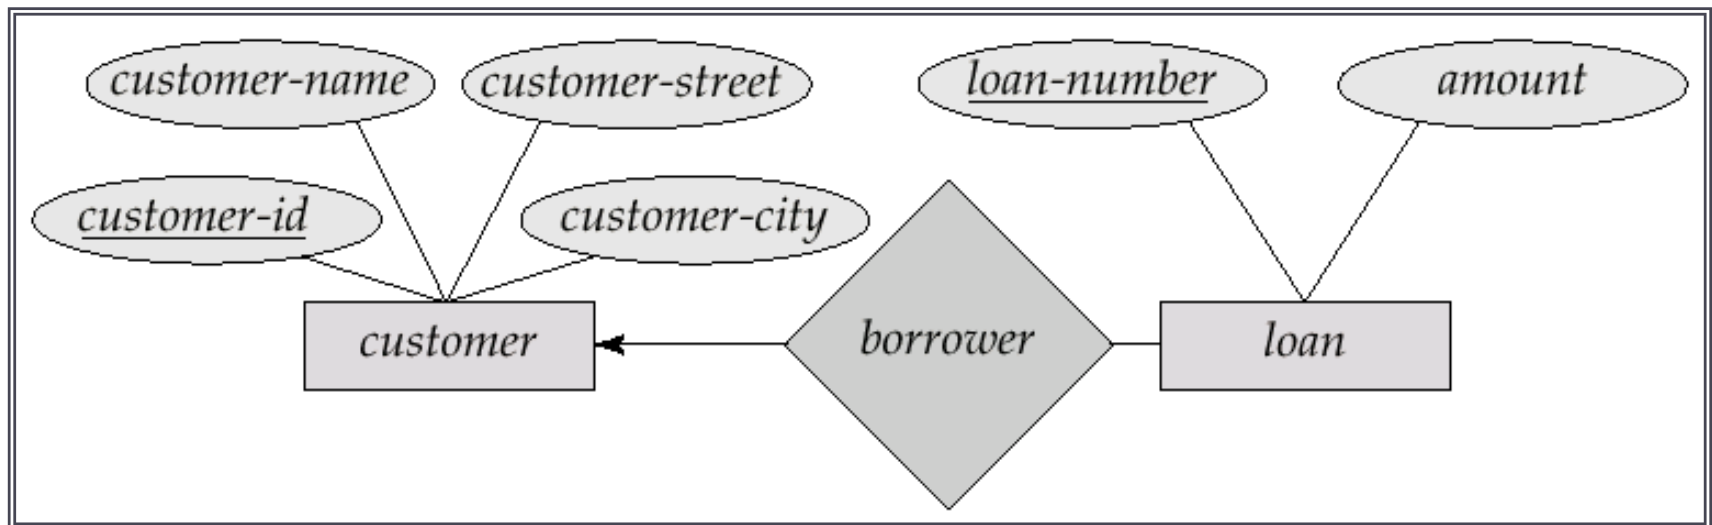 customer-name
customer-street
loan-number
amount
customer-id
customer-city
customer
borrower
loan